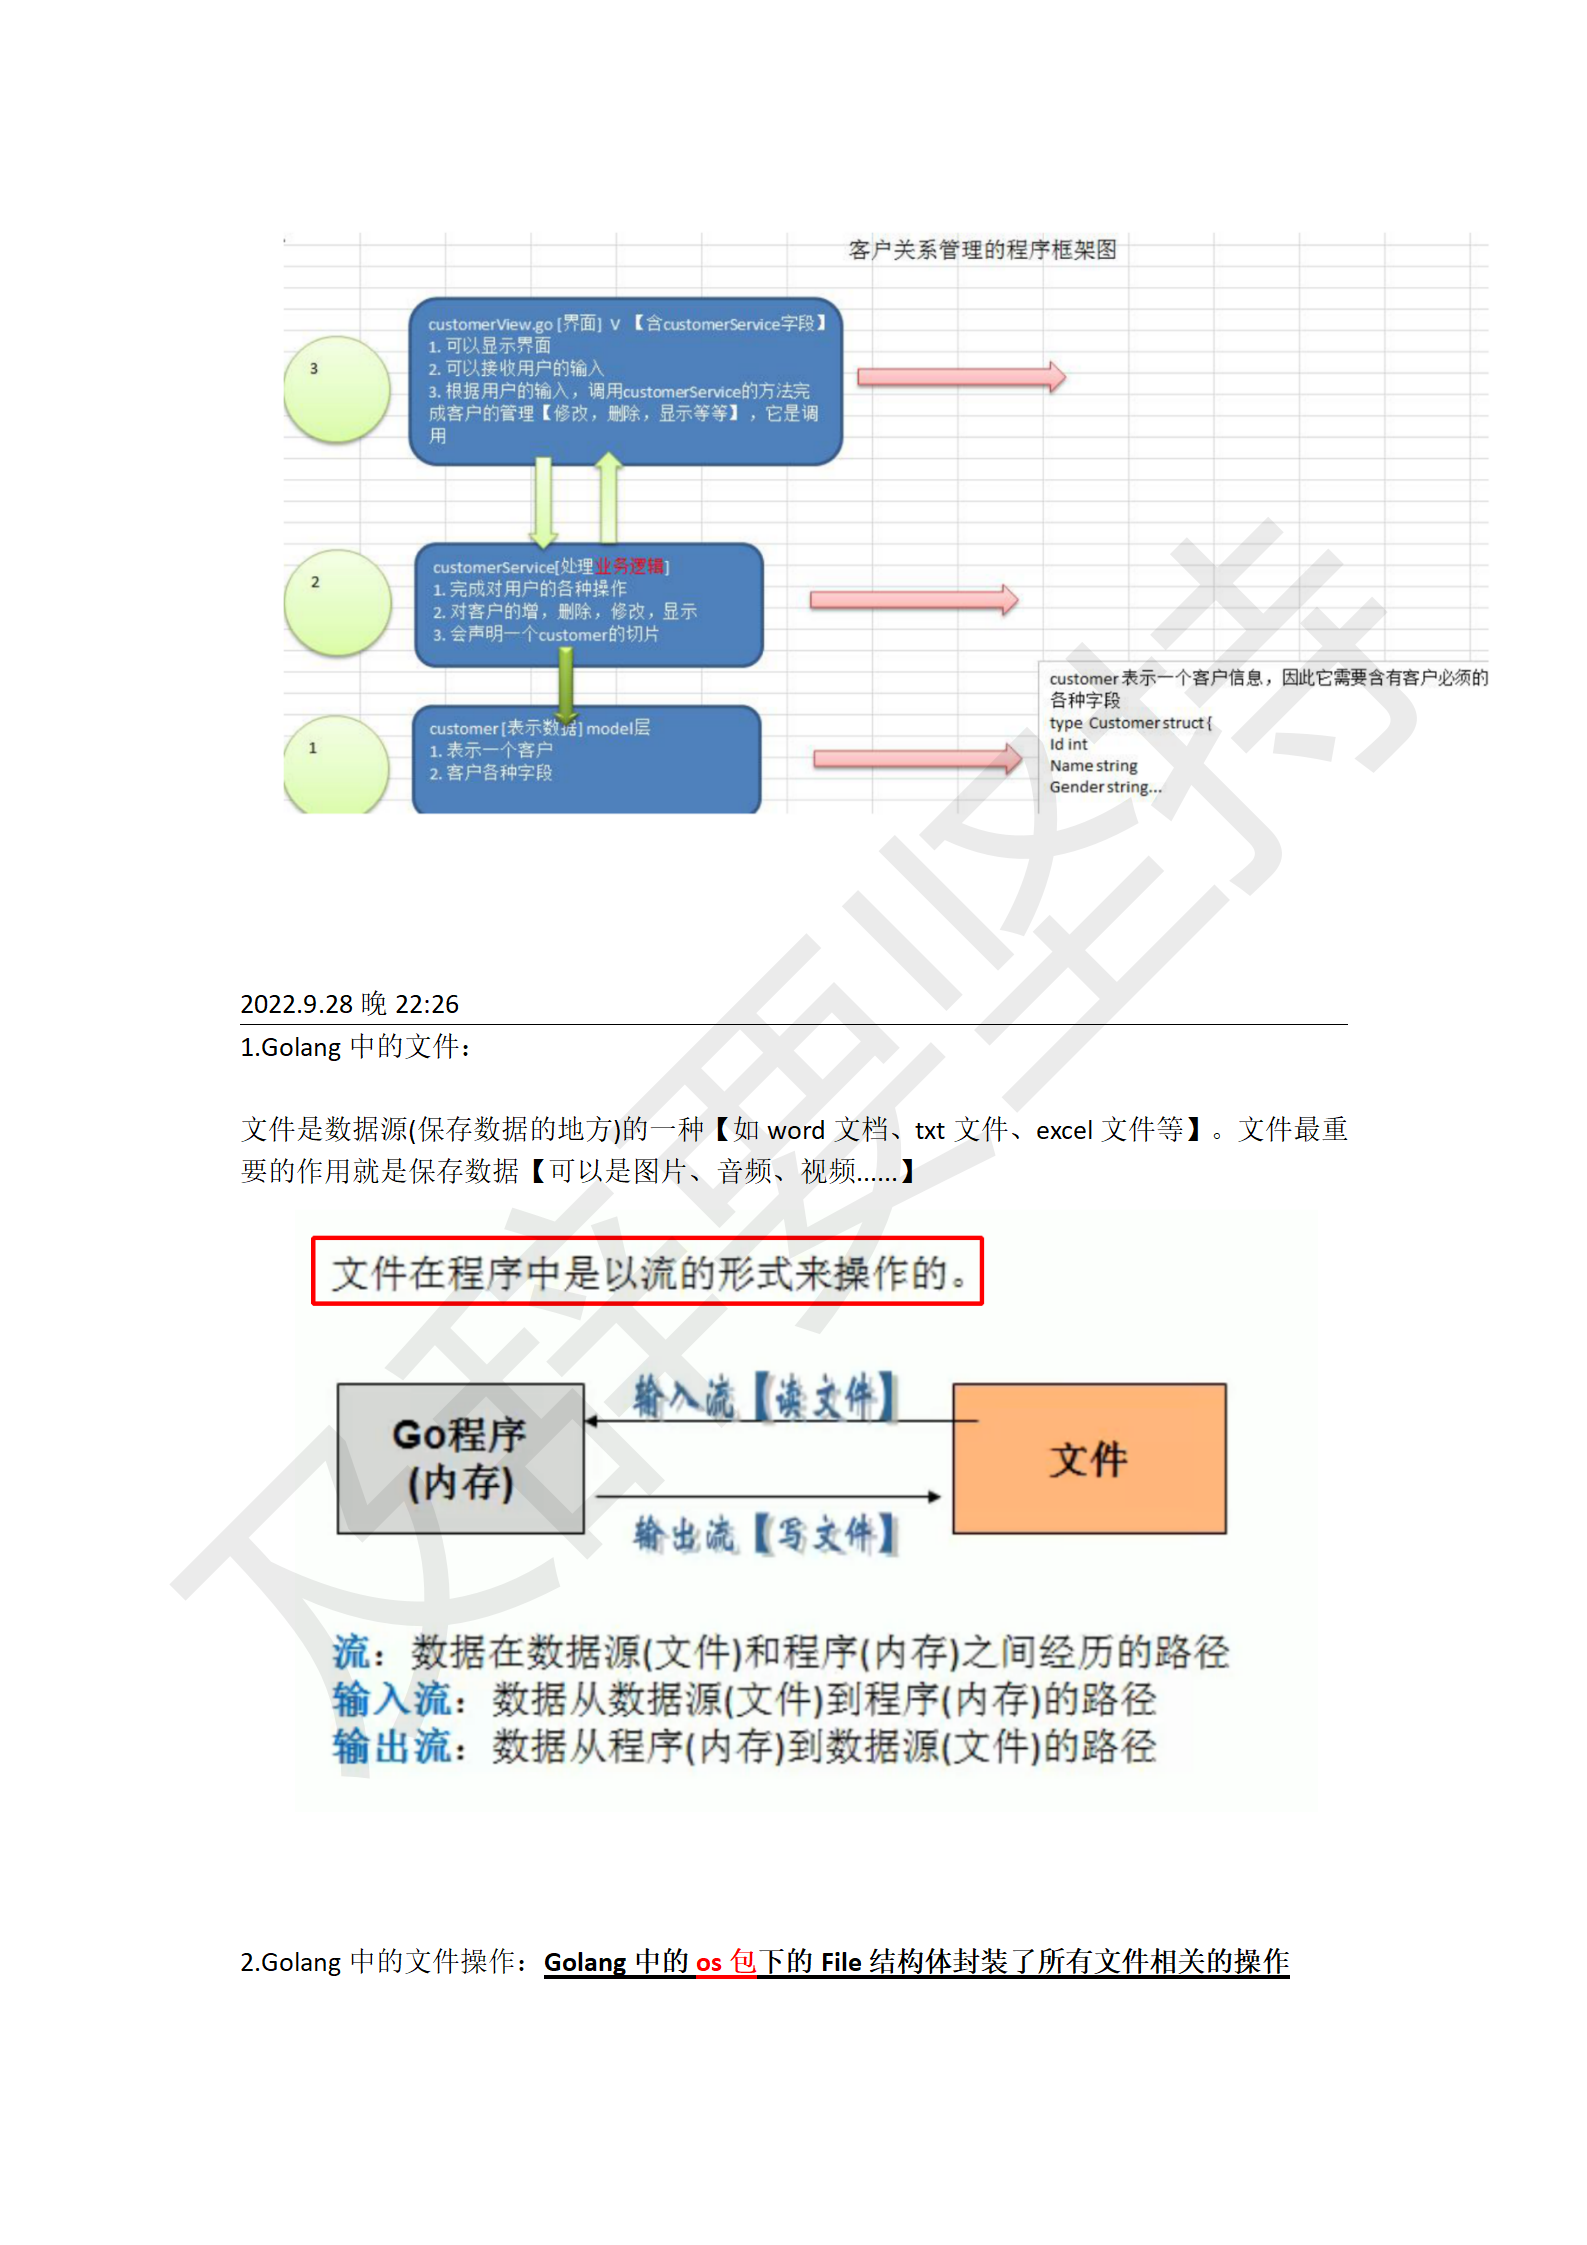 客户关系管理的程序框架图
3
customerView.go [界面] V 【含customerService字段】
1. 可以显示界面
2. 可以接收用户的输入
3. 根据用户的输入，调用customerService的方法完
成客户的管理【修改，删除，显示等等】，它是调
用
2
customerService[处理业务逻辑]
1. 完成对用户的各种操作
2. 对客户的增，删除，修改，显示
3. 会声明一个customer的切片
1
customer [表示数据] model层
1. 表示一个客户
2. 客户各种字段
customer 表示一个客户信息，因此它需要含有客户必须的
各种字段
type Customer struct {
Id int
Name string
Gender string...
2022.9.28 晚 22:26
1.Golang 中的文件：
文件是数据源(保存数据的地方)的一种【如 word 文档、txt 文件、excel 文件等】。文件最重
要的作用就是保存数据【可以是图片、音频、视频......】
文件在程序中是以流的形式来操作的。
输入流【读文件】
Go程序
(内存)
文件
输出流【写文件】
流：数据在数据源(文件)和程序(内存)之间经历的路径
输入流：数据从数据源(文件)到程序(内存)的路径
输出流：数据从程序(内存)到数据源(文件)的路径
2.Golang 中的文件操作：Golang 中的 os 包下的 File 结构体封装了所有文件相关的操作
要坚持